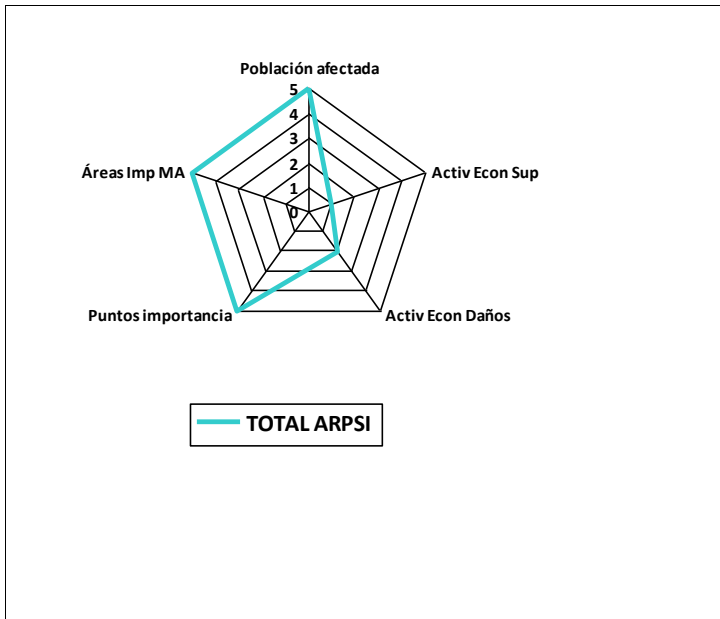 Población afectada
5
4
3
2
1
0
Áreas Imp MA
Activ Econ Sup
Puntos importancia
Activ Econ Daños
TOTAL ARPSI